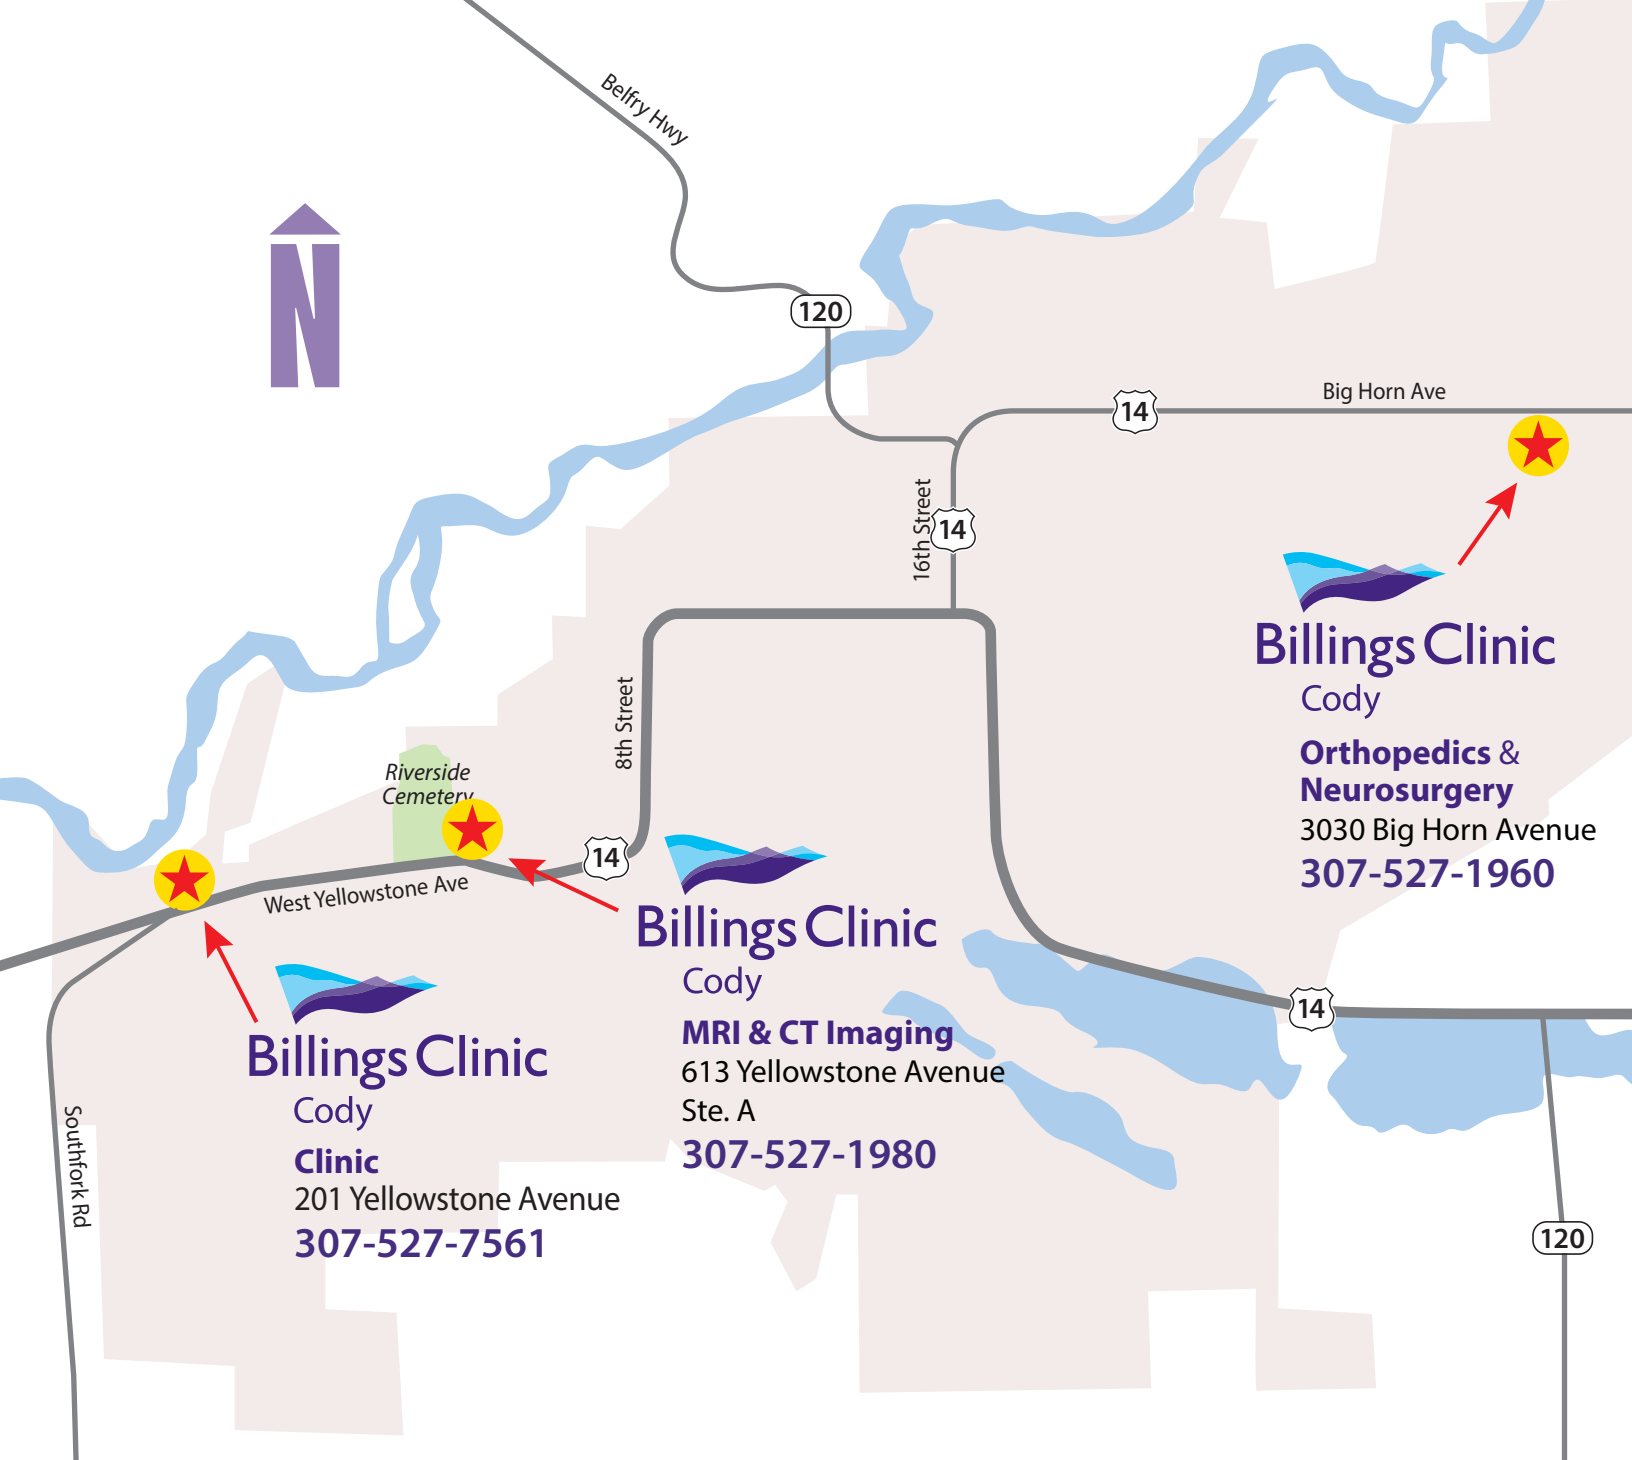 Belfry Hwy
N
120
Big Horn Ave
14
16th Street
14
Billings Clinic
Cody
Orthopedics &
Neurosurgery
3030 Big Horn Avenue
307-527-1960
8th Street
Riverside
Cemetery
14
West Yellowstone Ave
Billings Clinic
Cody
MRI & CT Imaging
613 Yellowstone Avenue
Ste. A
307-527-1980
14
Billings Clinic
Cody
Clinic
201 Yellowstone Avenue
307-527-7561
Southfork Rd
120